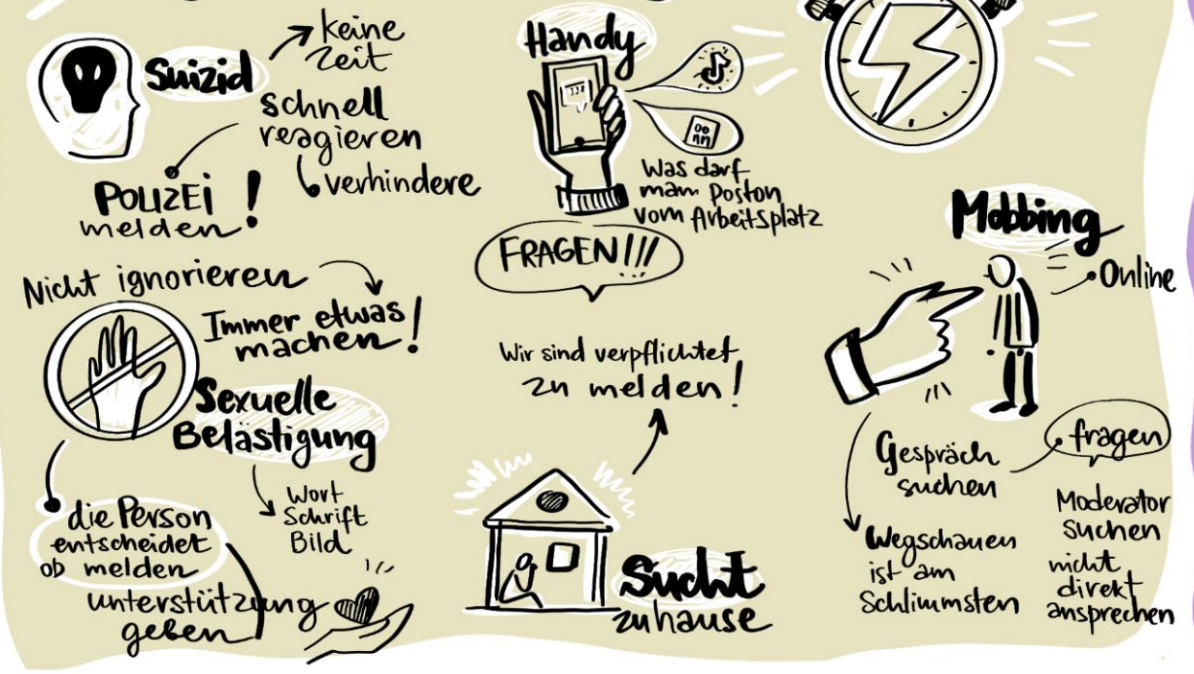 Suizid
keine
Zeit
schnell
reagieren
verhindere
POLIZEi
melden !
Nicht ignorieren
Immer etwas
machen !
Sexuelle
Belästigung
Wort
Schrift
Bild
die Person
entscheidet
ob melden
unterstützung
geben
Handy
Was darf
man Poston
vom Arbeitsplatz
FRAGEN!!!
Wir sind verpflichtet
zu melden !
Sucht
zuhause
Mobbing
Online
Gespräch
suchen
fragen
Moderator
suchen
nicht
direkt
ansprechen
Wegschauen
ist am
Schlimmsten